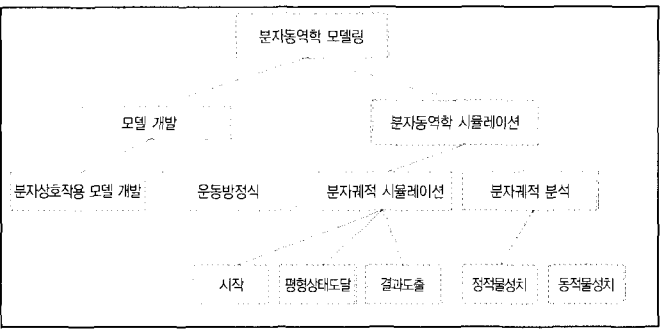 분자동역학 모델링
모델 개발
분자동역학 시뮬레이션
분자상호작용 모델 개발
운동방정식
분자궤적 시뮬레이션
분자궤적 분석
시작
평형상태도달
결과도출
정적물성치
동적물성치